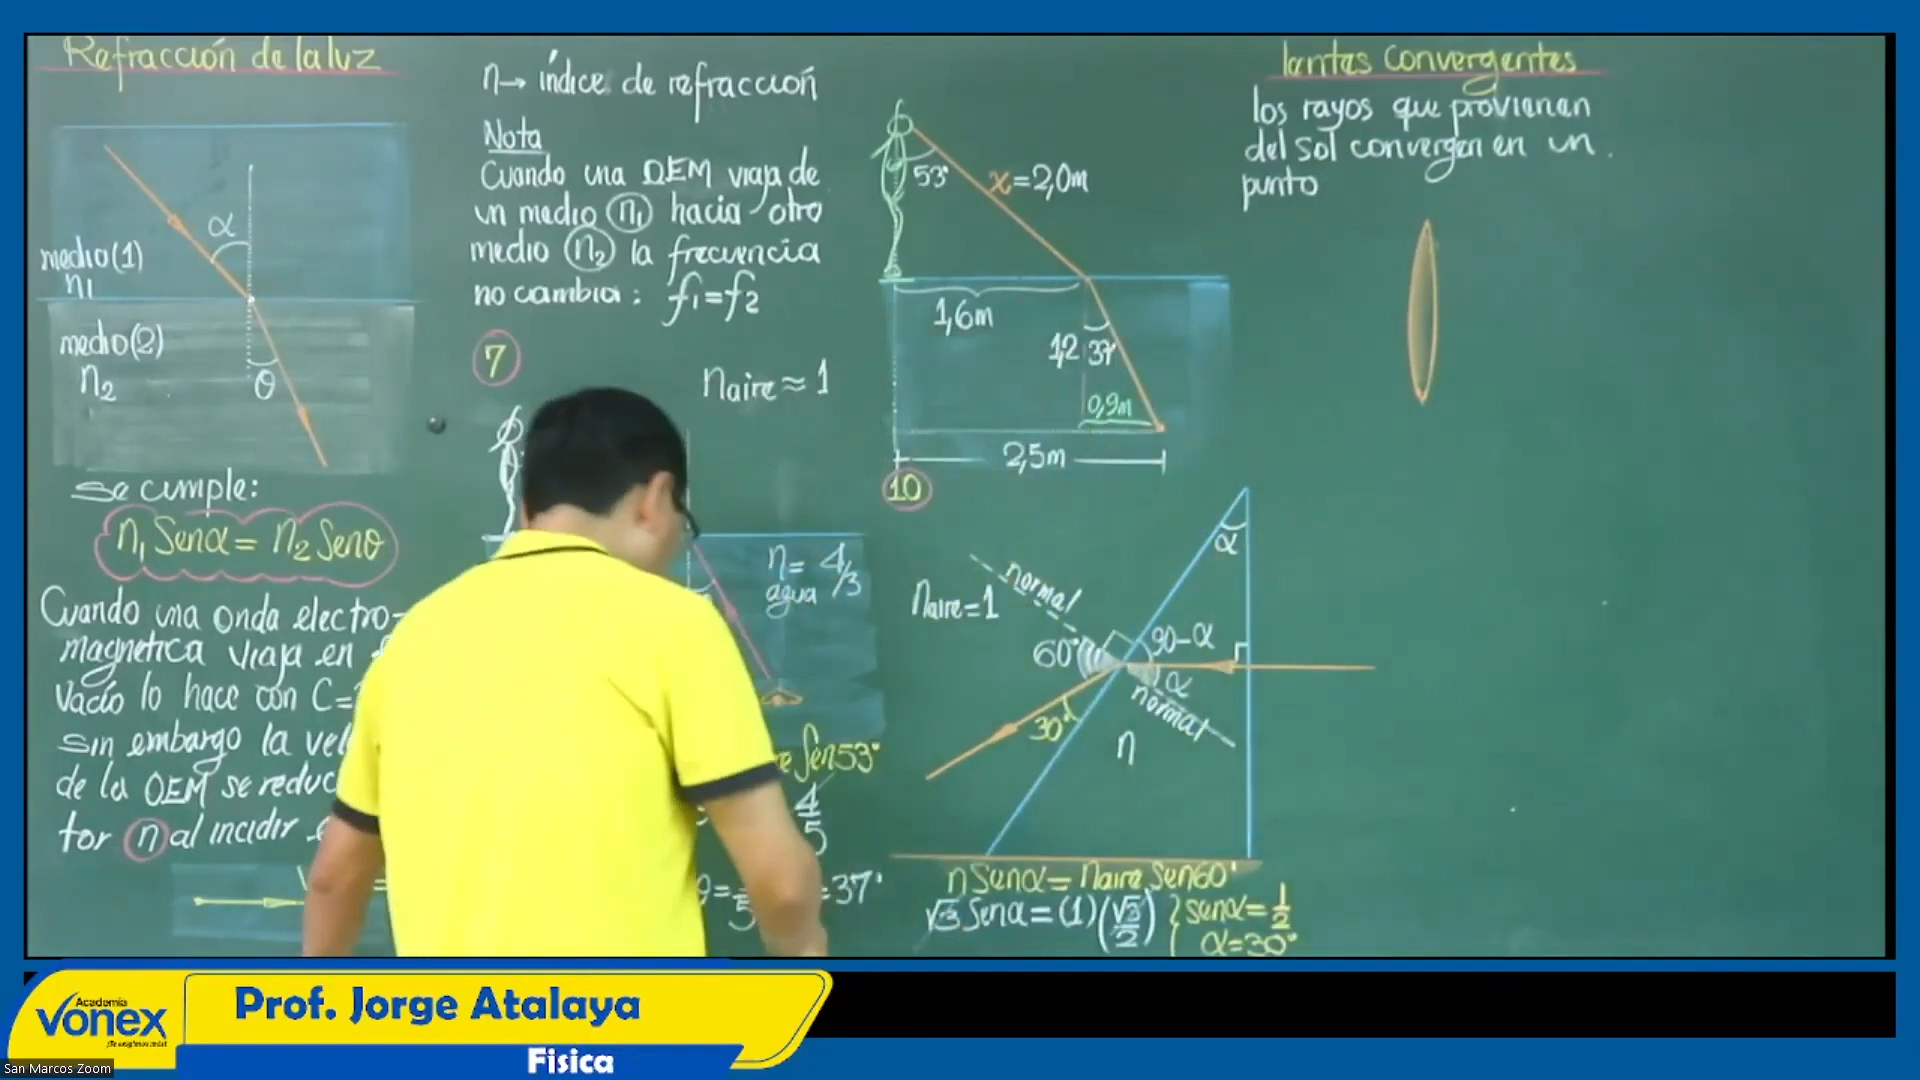 Refracción de la luz
α
medio(1)
n1
medio(2)
n2
θ
se cumple:
n1 Senα = n2 Senθ
Cuando una onda electro-
magnetica viaja en
vacío lo hace con C=
sin embargo la vel
de la OEM se reduc
tor n al incidir
n→ índice de refracción
Nota
Cuando una OEM viaja de
un medio n1 hacia otro
medio n2 la frecuencia
no cambia: f1=f2
7
naire ≈ 1
n = 4/3
agua
Sen53°
4
5
37°
53°
x=2,0m
1,6m
1,2
37°
0,9m
2,5m
10
naire=1
normal
60°
30°
α
90-α
α
normal
n
nSenα = naire Sen60°
√3 Senα = (1)(√3/2)
senα = 1/2
α=30°
lentes convergentes
los rayos que provienen
del sol convergen en un
punto
Academia
vonex
Prof. Jorge Atalaya
Fisica
San Marcos Zoom